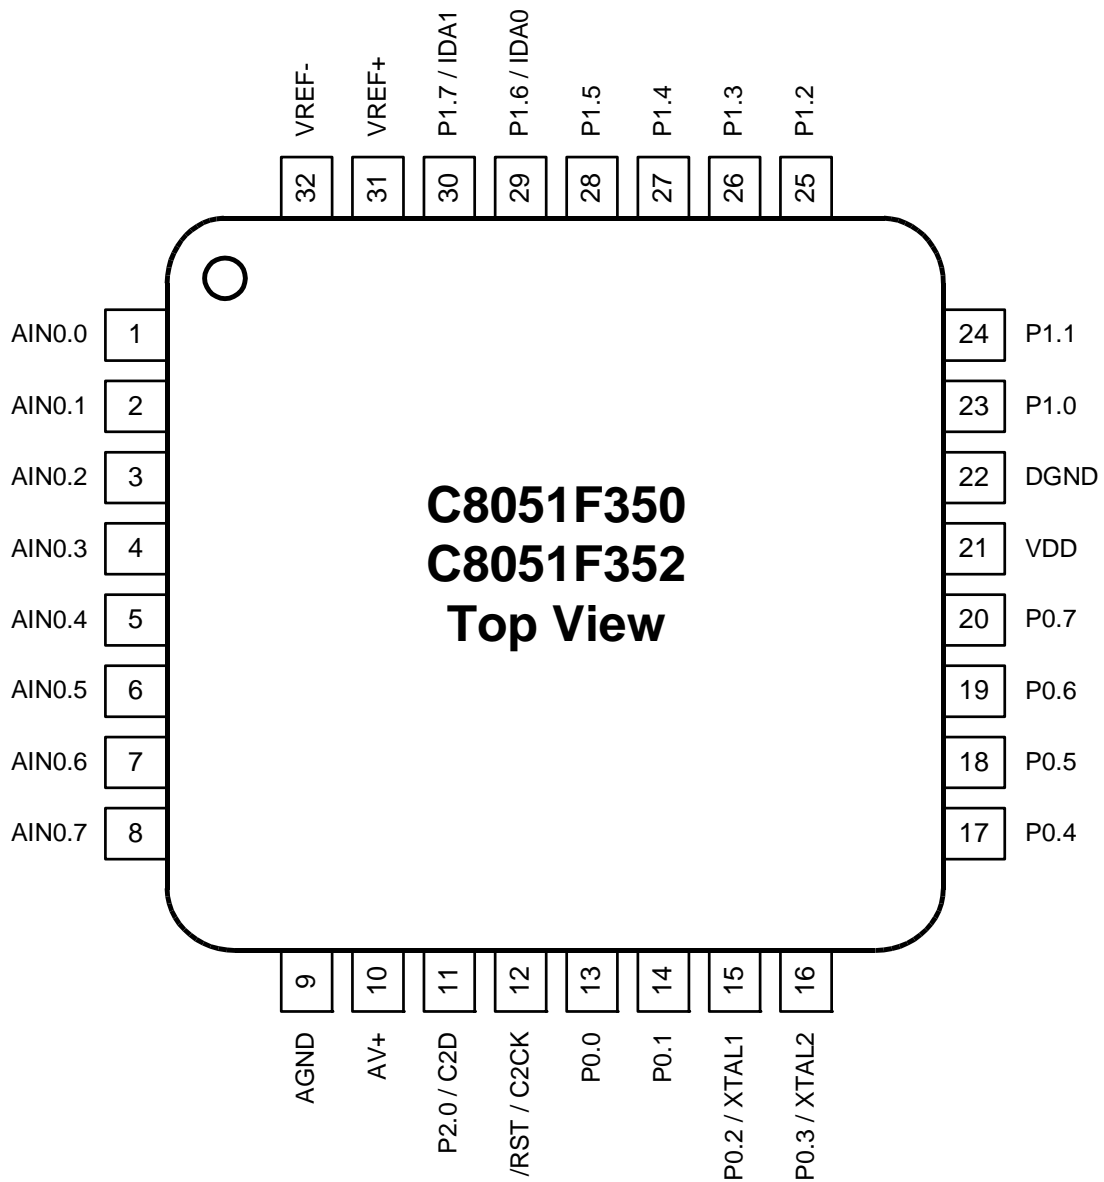 VREF-
VREF+
P1.7 / IDA1
P1.6 / IDA0
P1.5
P1.4
P1.3
P1.2
32
31
30
29
28
27
26
25
AIN0.0 1
AIN0.1 2
AIN0.2 3
AIN0.3 4
AIN0.4 5
AIN0.5 6
AIN0.6 7
AIN0.7 8
C8051F350
C8051F352
Top View
24 P1.1
23 P1.0
22 DGND
21 VDD
20 P0.7
19 P0.6
18 P0.5
17 P0.4
9
10
11
12
13
14
15
16
AGND
AV+
P2.0 / C2D
/RST / C2CK
P0.0
P0.1
P0.2 / XTAL1
P0.3 / XTAL2